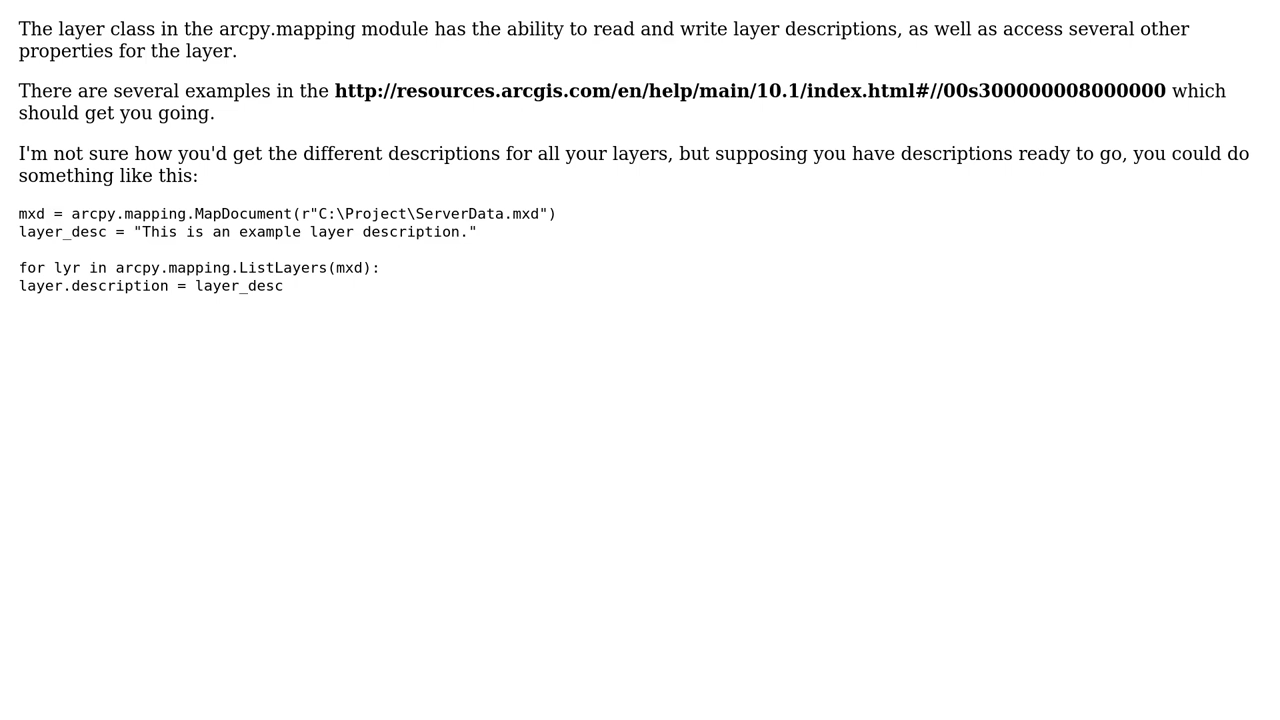 The layer class in the arcpy.mapping module has the ability to read and write layer descriptions, as well as access several other
properties for the layer.
There are several examples in the http://resources.arcgis.com/en/help/main/10.1/index.html#//00s300000008000000 which
should get you going.
I'm not sure how you'd get the different descriptions for all your layers, but supposing you have descriptions ready to go, you could do
something like this:
mxd = arcpy.mapping.MapDocument(r"C:\Project\ServerData.mxd")
layer_desc = "This is an example layer description."
for lyr in arcpy.mapping.ListLayers(mxd):
layer.description = layer_desc